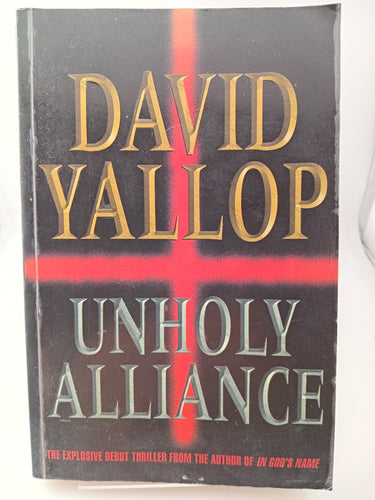 DAVID
YALLOP
UNHOLY
ALLIANCE
THE EXPLOSIVE DEBUT THRILLER FROM THE AUTHOR OF IN GOD'S NAME